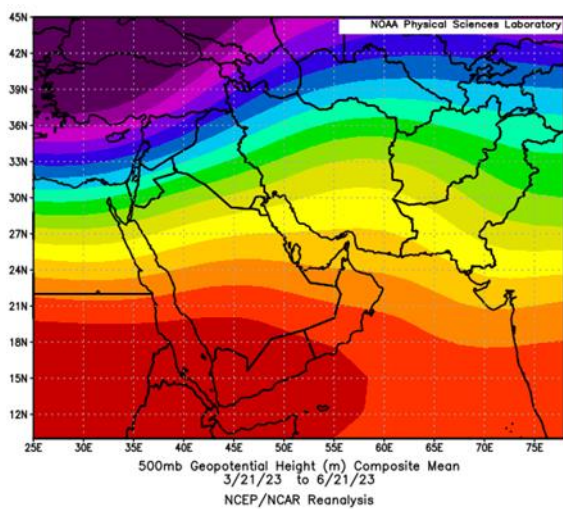 NOAA Physical Sciences Laboratory
45N
42N
39N
36N
33N
30N
27N
24N
21N
18N
15N
12N
25E 30E 35E 40E 45E 50E 55E 60E 65E 70E 75E
500mb Geopotential Height (m) Composite Mean
3/21/23 to 6/21/23
NCEP/NCAR Reanalysis